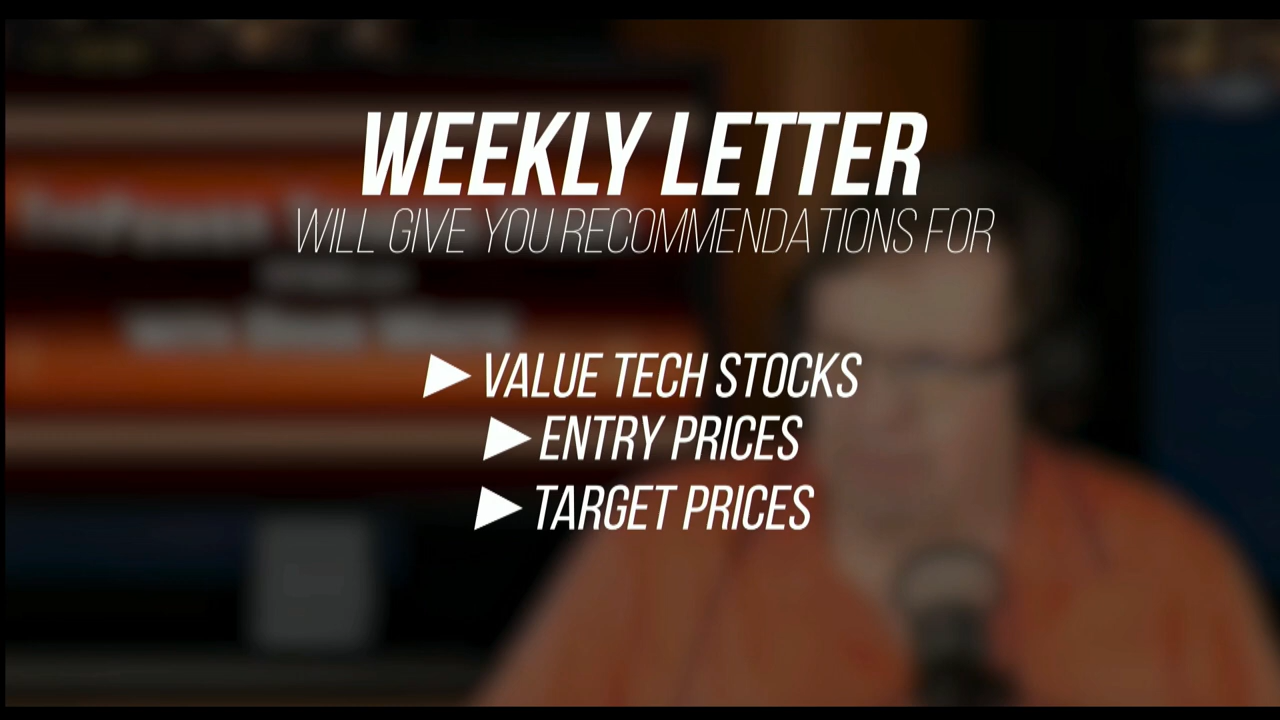 WEEKLY LETTER
WILL GIVE YOU RECOMMENDATIONS FOR
VALUE TECH STOCKS
ENTRY PRICES
TARGET PRICES